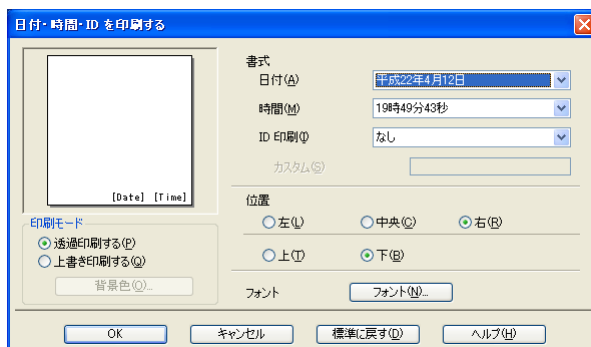 日付・時間・ID を印刷する
[Date] [Time]
印刷モード
透過印刷する(P)
上書き印刷する(Q)
背景色(O)...
書式
日付(A)
平成22年4月12日
時間(M)
19時49分43秒
ID 印刷(I)
なし
カスタム(S)
位置
左(L)
中央(C)
右(R)
上(T)
下(B)
フォント
フォント(N)...
OK
キャンセル
標準に戻す(D)
ヘルプ(H)